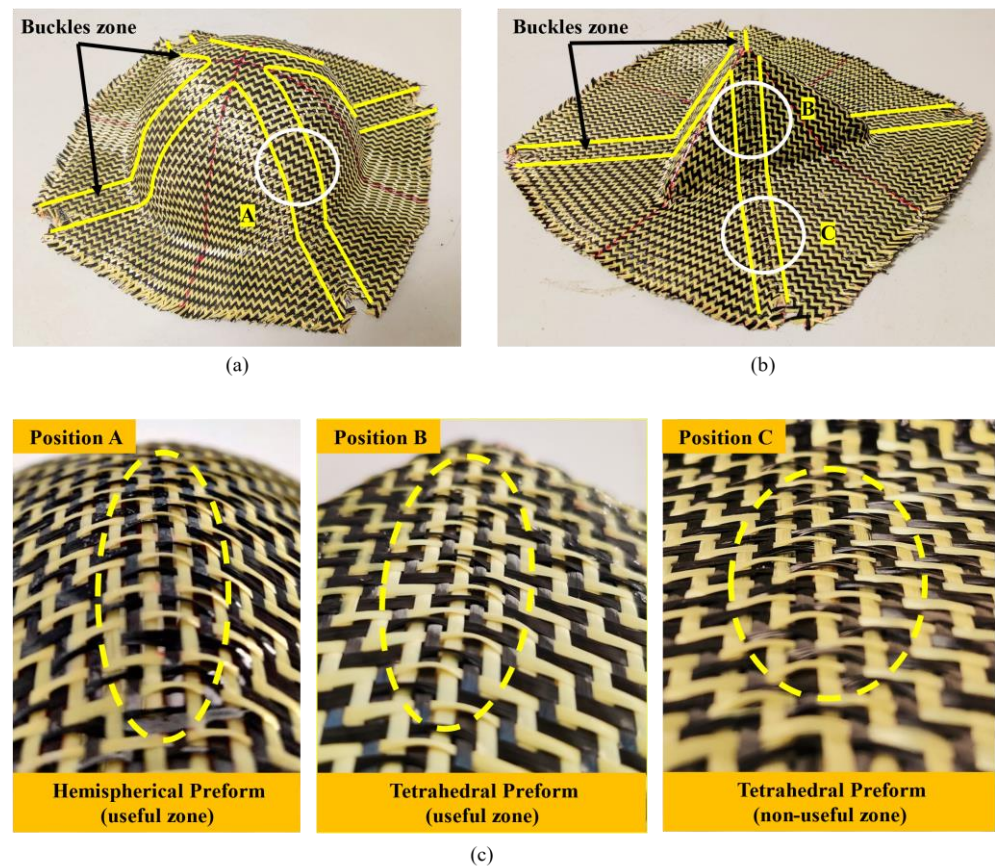 Buckles zone
A
(a)
Buckles zone
B
C
(b)
Position A
Hemispherical Preform
(useful zone)
Position B
Tetrahedral Preform
(useful zone)
Position C
Tetrahedral Preform
(non-useful zone)
(c)